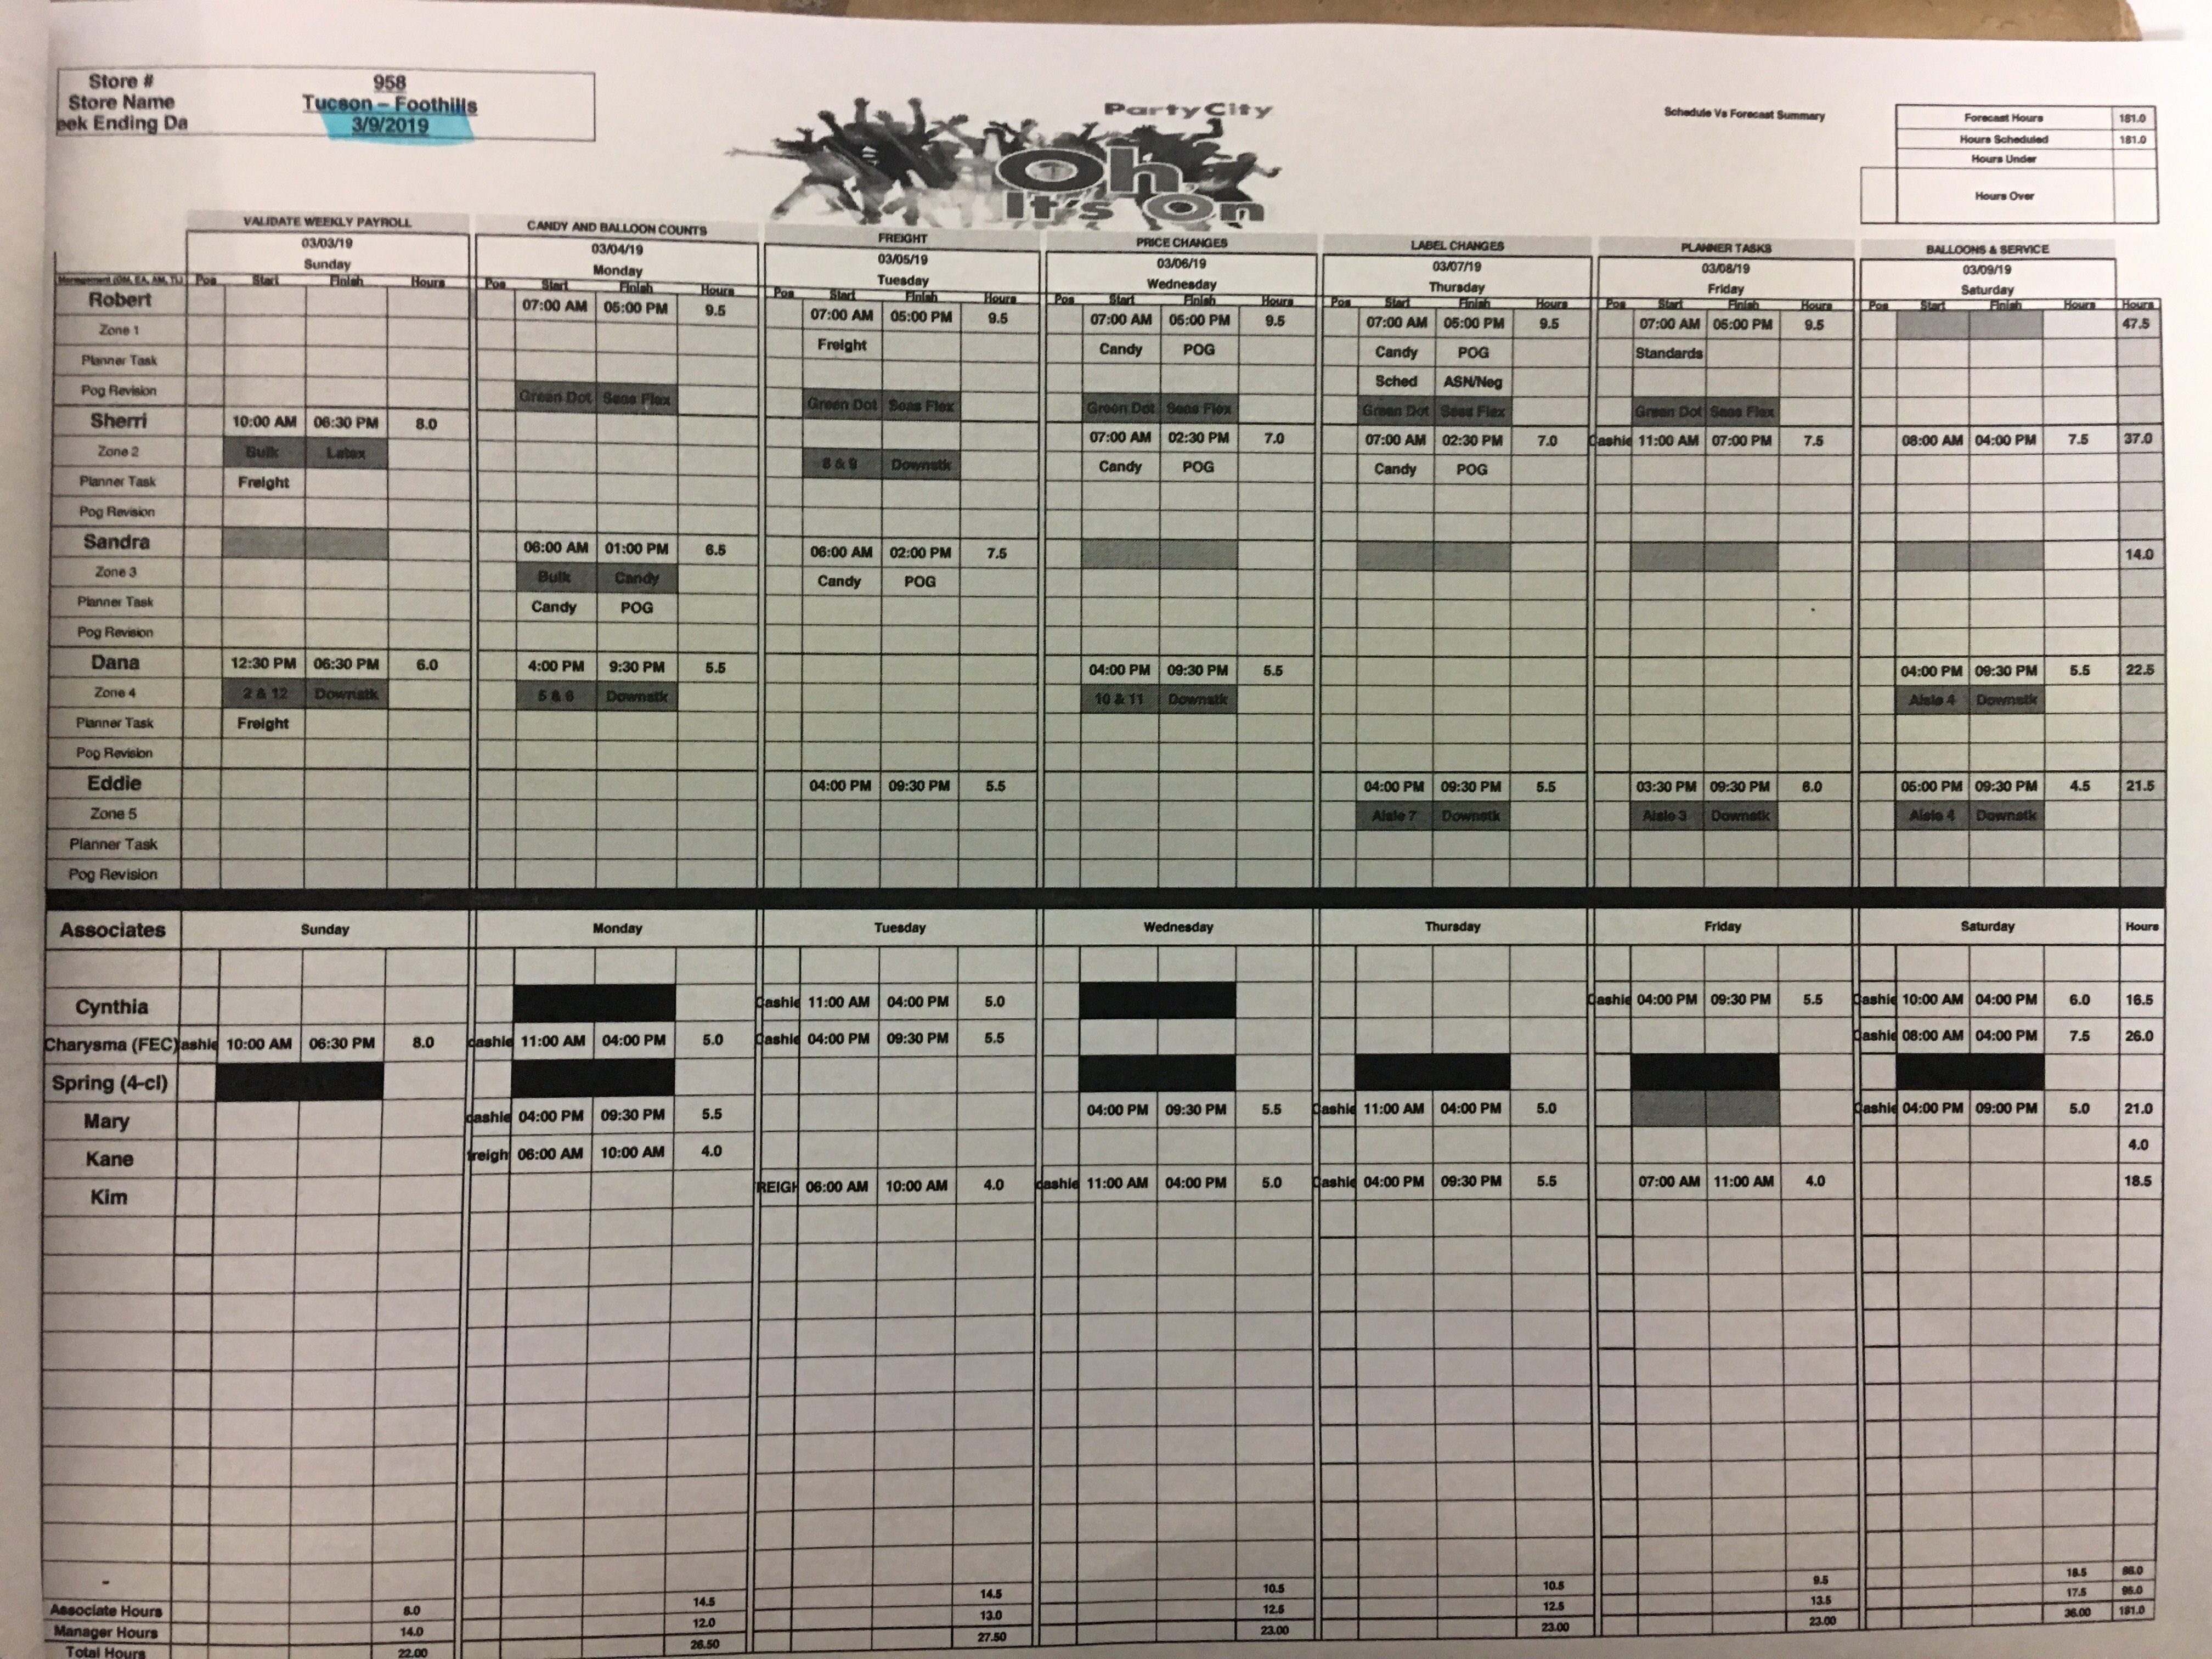 Store # 958
Store Name Tucson – Foothills
eek Ending Da 3/9/2019
PartyCity
Oh It's On
Schedule Vs Forecast Summary
Forecast Hours 181.0
Hours Scheduled 181.0
Hours Under
Hours Over
VALIDATE WEEKLY PAYROLL CANDY AND BALLOON COUNTS FREIGHT PRICE CHANGES LABEL CHANGES PLANNER TASKS BALLOONS & SERVICE
03/03/19 03/04/19 03/05/19 03/06/19 03/07/19 03/08/19 03/09/19
Sunday Monday Tuesday Wednesday Thursday Friday Saturday
Management (GM, EA, AM, TL) Pos Start Finish Hours Pos Start Finish Hours Pos Start Finish Hours Pos Start Finish Hours Pos Start Finish Hours Pos Start Finish Hours Pos Start Finish Hours Hours
Robert 07:00 AM 05:00 PM 9.5 07:00 AM 05:00 PM 9.5 07:00 AM 05:00 PM 9.5 07:00 AM 05:00 PM 9.5 07:00 AM 05:00 PM 9.5 47.5
Zone 1 Freight Candy POG Candy POG Standards
Planner Task Sched ASN/Neg
Pog Revision Green Dot Seas Flex Green Dot Seas Flex Green Dot Seas Flex Green Dot Seas Flex Green Dot Seas Flex
Sherri 10:00 AM 06:30 PM 8.0 07:00 AM 02:30 PM 7.0 07:00 AM 02:30 PM 7.0 Cashie 11:00 AM 07:00 PM 7.5 08:00 AM 04:00 PM 7.5 37.0
Zone 2 Bulk Latex 8 & 9 Downstk Candy POG Candy POG
Planner Task Freight
Pog Revision
Sandra 06:00 AM 01:00 PM 6.5 06:00 AM 02:00 PM 7.5 14.0
Zone 3 Bulk Candy Candy POG
Planner Task Candy POG
Pog Revision
Dana 12:30 PM 06:30 PM 6.0 4:00 PM 9:30 PM 5.5 04:00 PM 09:30 PM 5.5 04:00 PM 09:30 PM 5.5 22.5
Zone 4 2 & 12 Downstk 5 & 6 Downstk 10 & 11 Downstk Aisle 4 Downstk
Planner Task Freight
Pog Revision
Eddie 04:00 PM 09:30 PM 5.5 04:00 PM 09:30 PM 5.5 03:30 PM 09:30 PM 6.0 05:00 PM 09:30 PM 4.5 21.5
Zone 5 Aisle 7 Downstk Aisle 3 Downstk Aisle 4 Downstk
Planner Task
Pog Revision
Associates Sunday Monday Tuesday Wednesday Thursday Friday Saturday Hours
Cynthia Cashie 11:00 AM 04:00 PM 5.0 Cashie 04:00 PM 09:30 PM 5.5 Cashie 10:00 AM 04:00 PM 6.0 16.5
Charysma (FEC) ashie 10:00 AM 06:30 PM 8.0 cashie 11:00 AM 04:00 PM 5.0 Cashie 04:00 PM 09:30 PM 5.5 Cashie 08:00 AM 04:00 PM 7.5 26.0
Spring (4-cl)
Mary cashie 04:00 PM 09:30 PM 5.5 04:00 PM 09:30 PM 5.5 Cashie 11:00 AM 04:00 PM 5.0 Cashie 04:00 PM 09:00 PM 5.0 21.0
Kane freigh 06:00 AM 10:00 AM 4.0 4.0
Kim REIGH 06:00 AM 10:00 AM 4.0 cashie 11:00 AM 04:00 PM 5.0 Cashie 04:00 PM 09:30 PM 5.5 07:00 AM 11:00 AM 4.0 18.5
-
Associate Hours 8.0 14.5 14.5 10.5 10.5 9.5 18.5 86.0
Manager Hours 14.0 12.0 13.0 12.5 12.5 13.5 17.5 95.0
Total Hours 22.00 26.50 27.50 23.00 23.00 23.00 36.00 181.0